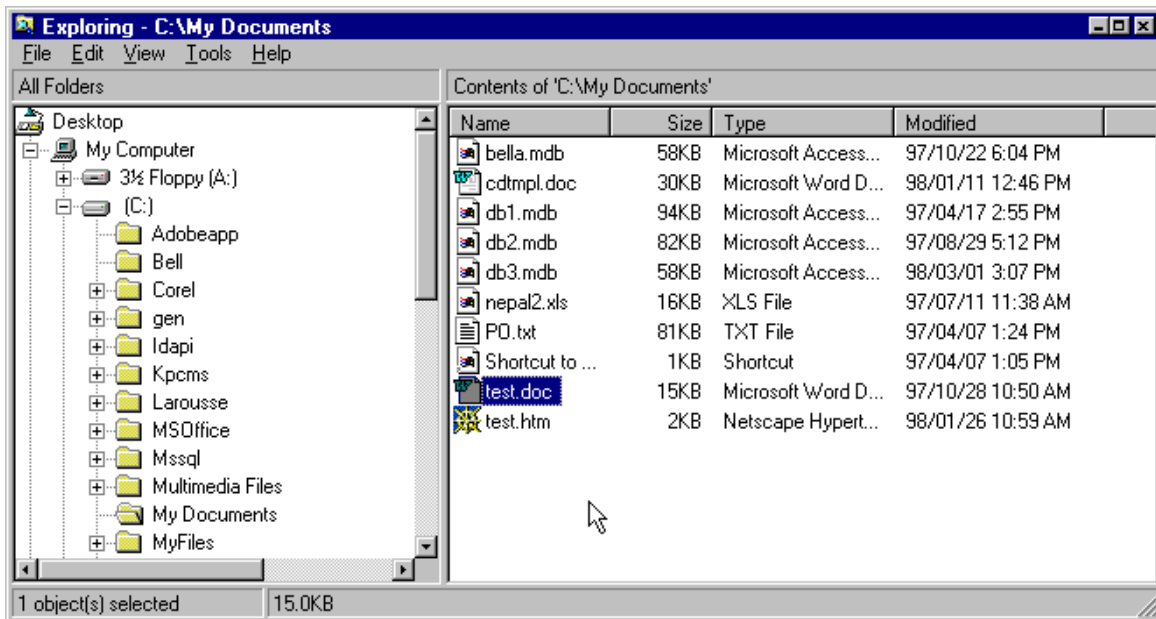 Exploring - C:\My Documents
File Edit View Tools Help
All Folders
Contents of 'C:\My Documents'
Desktop
My Computer
3½ Floppy (A:)
(C:)
Adobeapp
Bell
Corel
gen
Idapi
Kpcms
Larousse
MSOffice
Mssql
Multimedia Files
My Documents
MyFiles
Name Size Type Modified
bella.mdb 58KB Microsoft Access... 97/10/22 6:04 PM
cdtmpl.doc 30KB Microsoft Word D... 98/01/11 12:46 PM
db1.mdb 94KB Microsoft Access... 97/04/17 2:55 PM
db2.mdb 82KB Microsoft Access... 97/08/29 5:12 PM
db3.mdb 58KB Microsoft Access... 98/03/01 3:07 PM
nepal2.xls 16KB XLS File 97/07/11 11:38 AM
PO.txt 81KB TXT File 97/04/07 1:24 PM
Shortcut to ... 1KB Shortcut 97/04/07 1:05 PM
test.doc 15KB Microsoft Word D... 97/10/28 10:50 AM
test.htm 2KB Netscape Hypert... 98/01/26 10:59 AM
1 object(s) selected 15.0KB